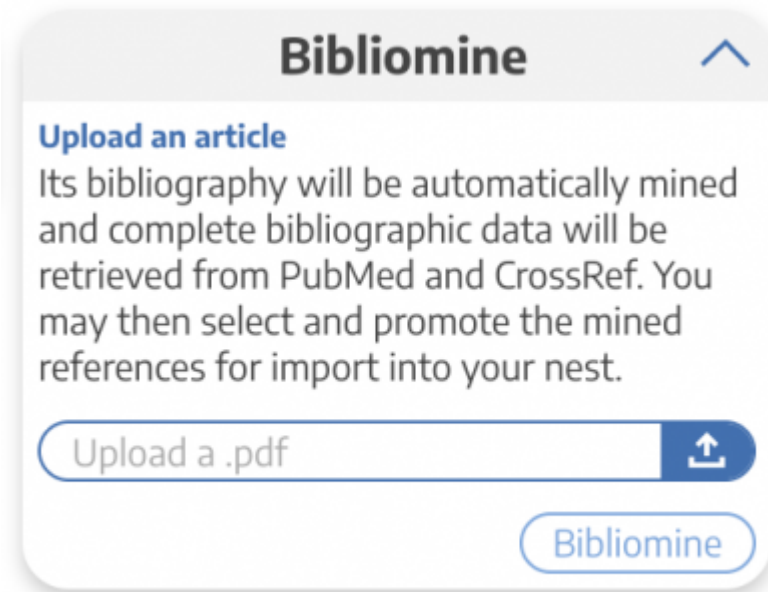 Bibliomine
Upload an article
Its bibliography will be automatically mined
and complete bibliographic data will be
retrieved from PubMed and CrossRef. You
may then select and promote the mined
references for import into your nest.
Upload a .pdf
Bibliomine